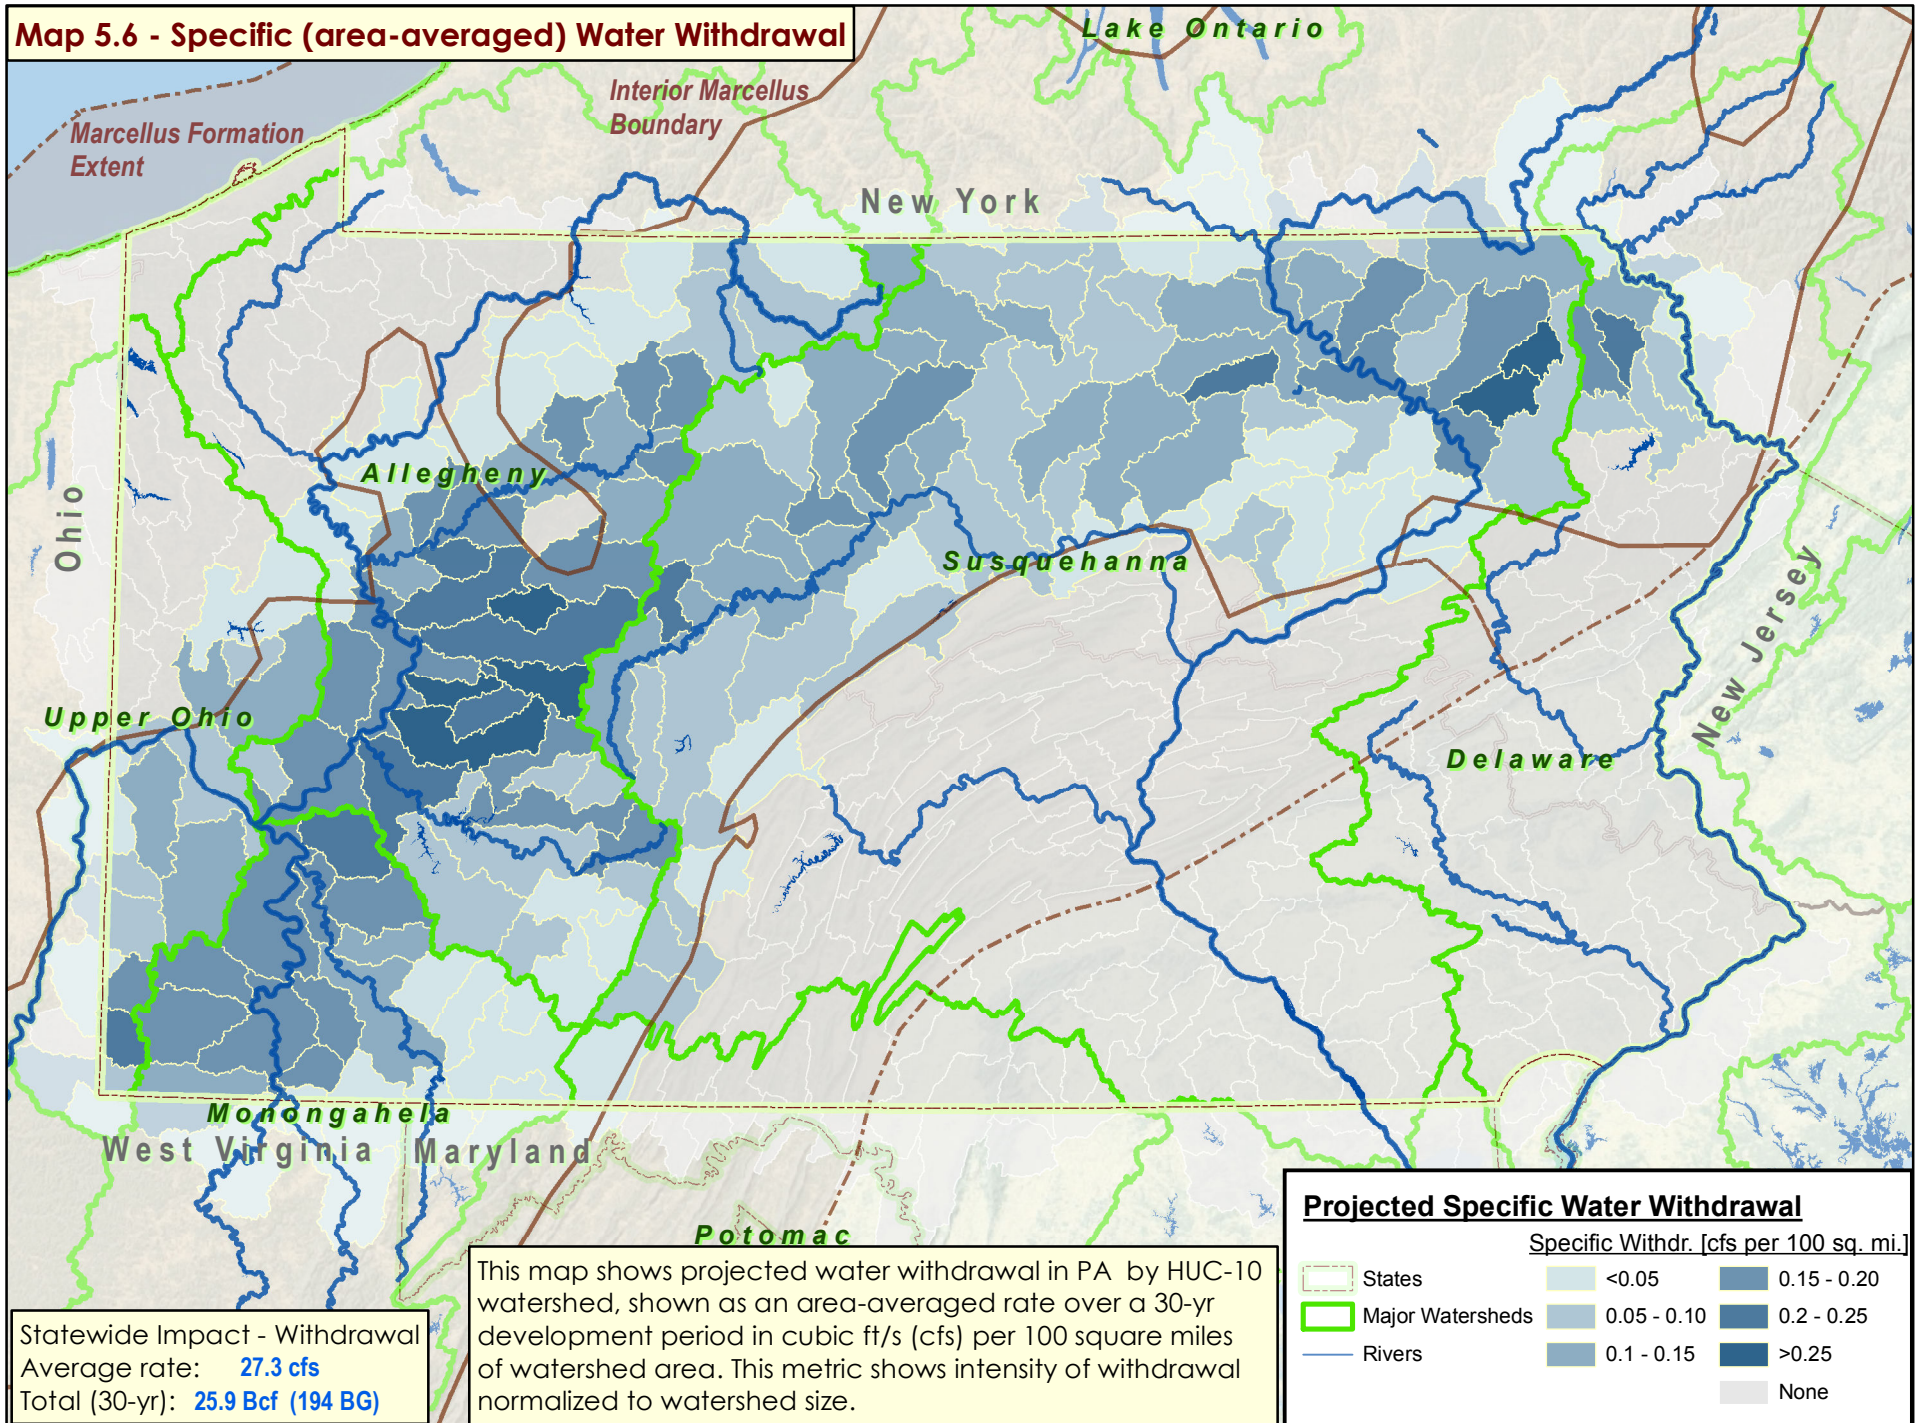 Map 5.6 - Specific (area-averaged) Water Withdrawal
Lake Ontario
Interior Marcellus
Boundary
Marcellus Formation
Extent
New York
Allegheny
Ohio
Susquehanna
New Jersey
Upper Ohio
Delaware
Monongahela
West Virginia
Maryland
Potomac
Statewide Impact - Withdrawal
Average rate: 27.3 cfs
Total (30-yr): 25.9 Bcf (194 BG)
This map shows projected water withdrawal in PA by HUC-10
watershed, shown as an area-averaged rate over a 30-yr
development period in cubic ft/s (cfs) per 100 square miles
of watershed area. This metric shows intensity of withdrawal
normalized to watershed size.
Projected Specific Water Withdrawal
Specific Withdr. [cfs per 100 sq. mi.]
States <0.05 0.15 - 0.20
Major Watersheds 0.05 - 0.10 0.2 - 0.25
Rivers 0.1 - 0.15 >0.25
None